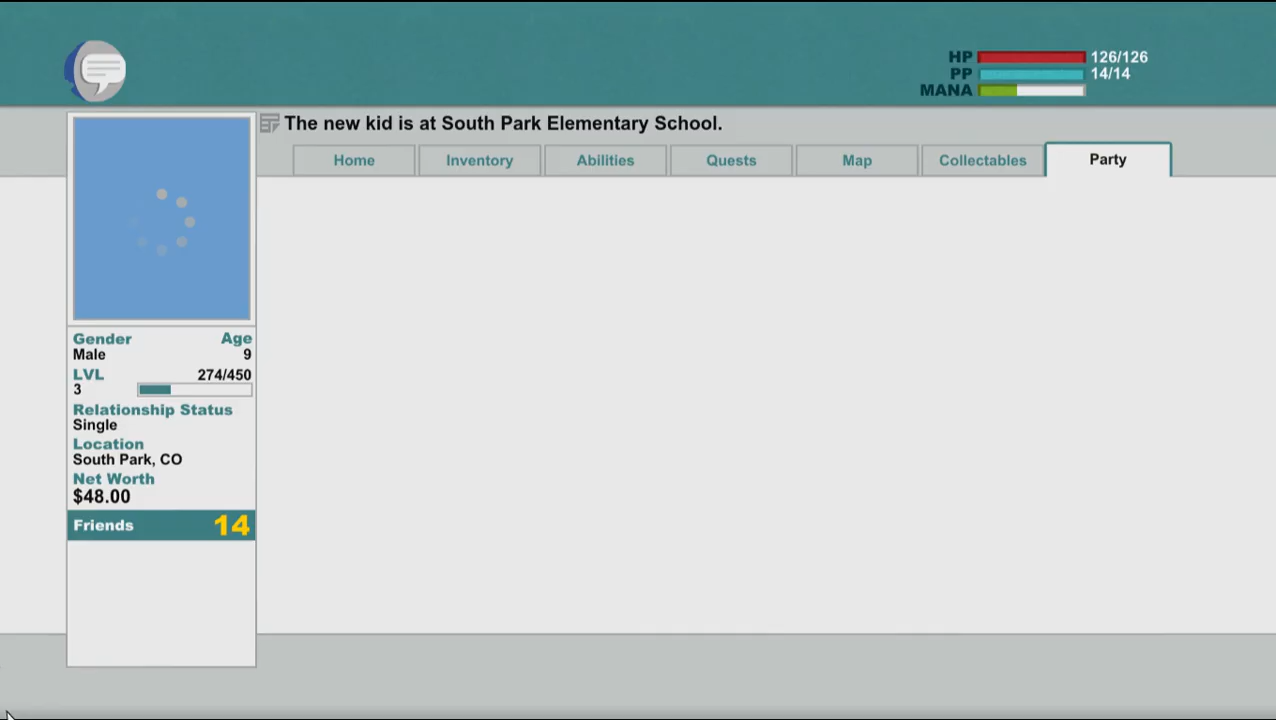 HP 126/126
PP 14/14
MANA
The new kid is at South Park Elementary School.
Home Inventory Abilities Quests Map Collectables Party
Gender Age
Male 9
LVL 274/450
3
Relationship Status
Single
Location
South Park, CO
Net Worth
$48.00
Friends 14